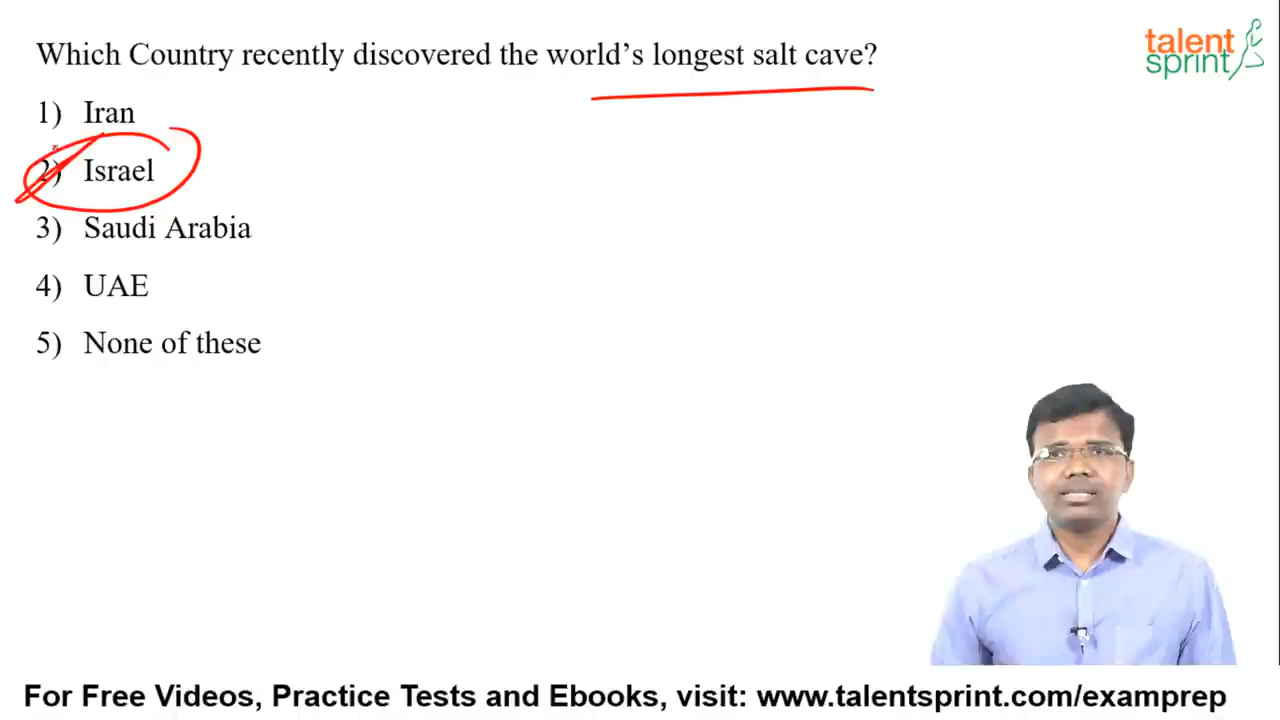 Which Country recently discovered the world's longest salt cave?
talent
sprint
1) Iran
2) Israel
3) Saudi Arabia
4) UAE
5) None of these
For Free Videos, Practice Tests and Ebooks, visit: www.talentsprint.com/examprep